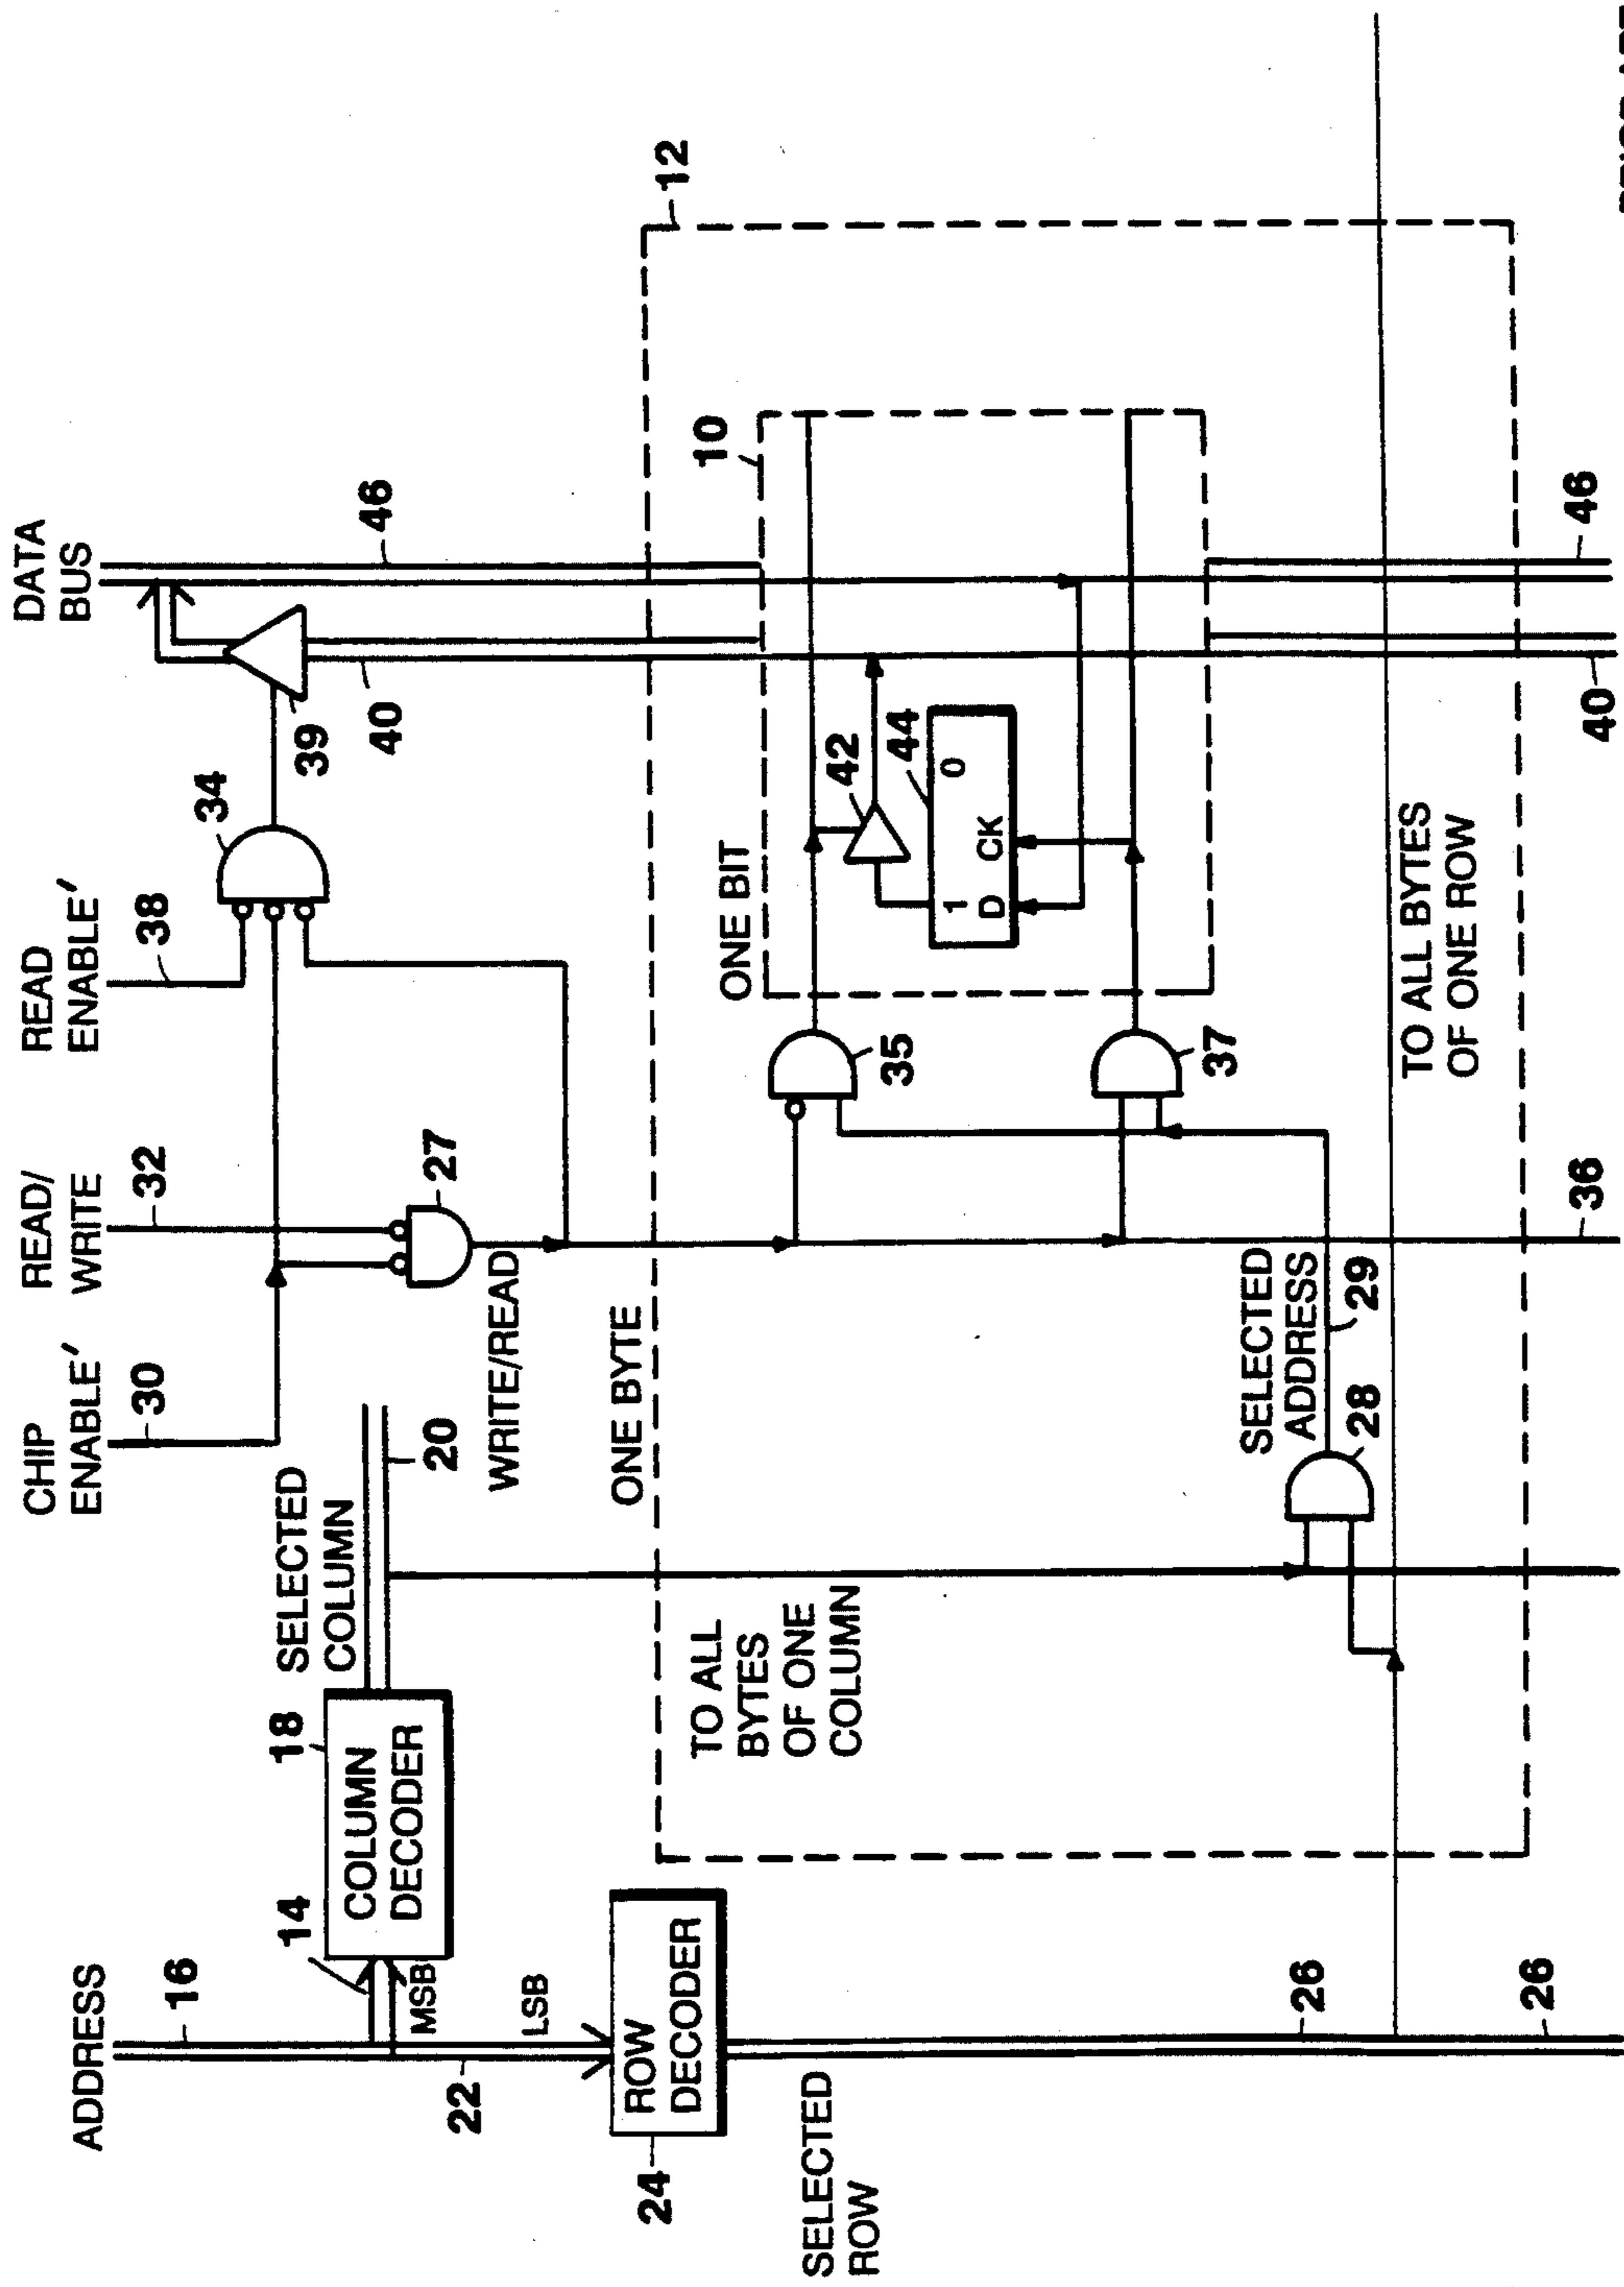 ADDRESS
CHIP
ENABLE′
READ/
WRITE
READ
ENABLE′
DATA
BUS
16
30
32
38
46
14
18
SELECTED
COLUMN
34
39
40
COLUMN
DECODER
MSB
20
27
22
LSB
WRITE/READ
ROW
DECODER
24
ONE BYTE
12
SELECTED
ROW
TO ALL
BYTES
OF ONE
COLUMN
ONE BIT
10
42
44
35
1 0
D CK
37
SELECTED
ADDRESS
29
28
26
TO ALL BYTES
OF ONE ROW
26
36
40
46